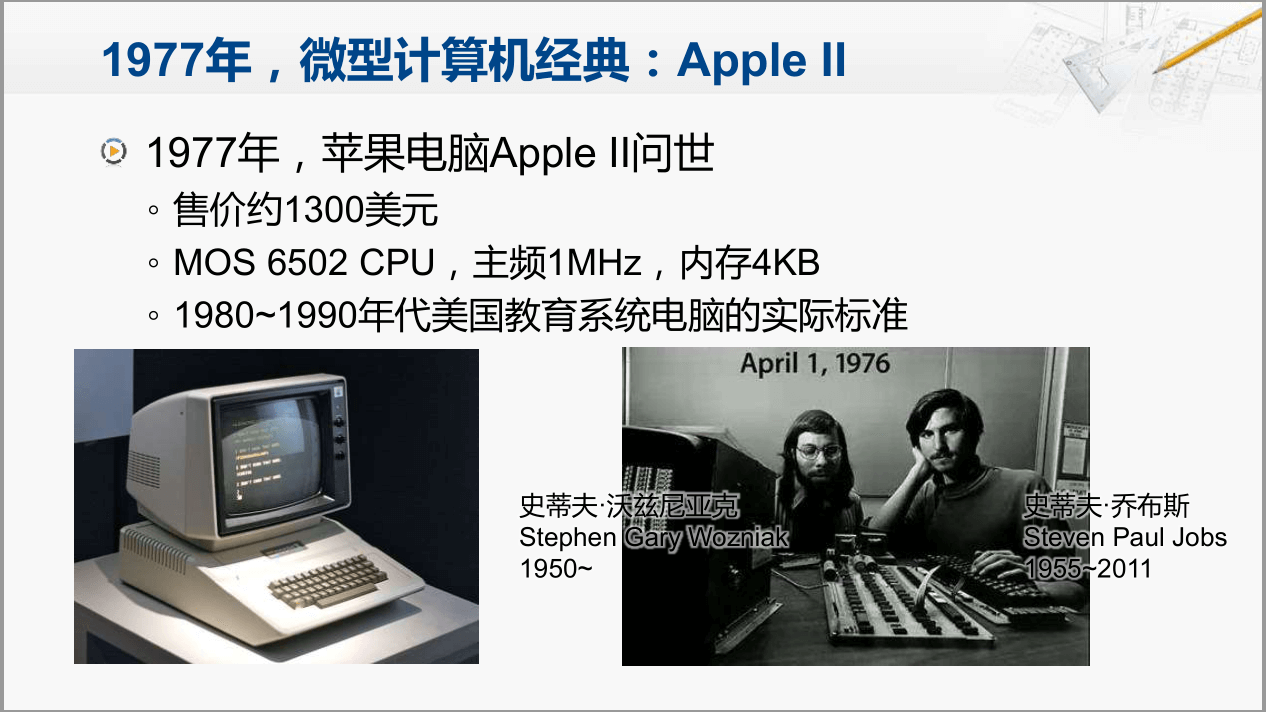 1977年，微型计算机经典：Apple II
1977年，苹果电脑Apple II问世
售价约1300美元
MOS 6502 CPU，主频1MHz，内存4KB
1980~1990年代美国教育系统电脑的实际标准
April 1, 1976
史蒂夫·沃兹尼亚克
Stephen Gary Wozniak
1950~
史蒂夫·乔布斯
Steven Paul Jobs
1955~2011